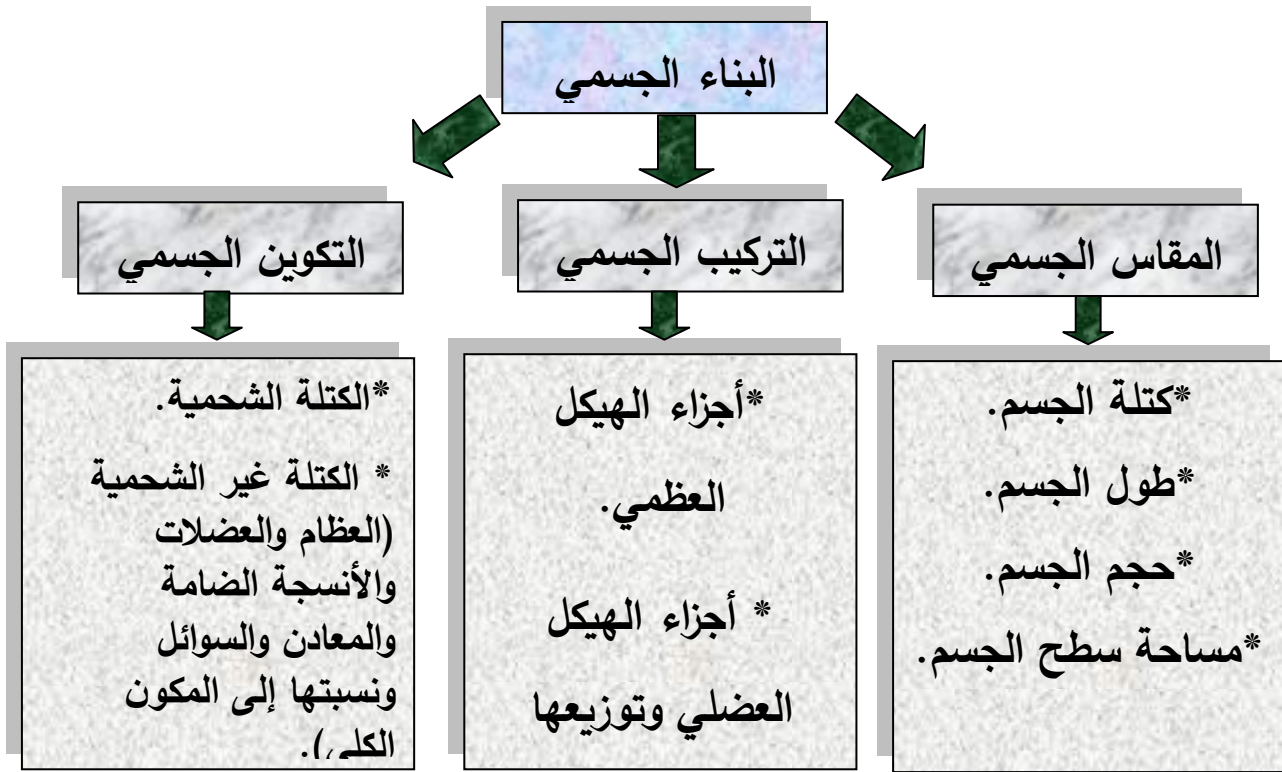 البناء الجسمي
المقاس الجسمي
التركيب الجسمي
التكوين الجسمي
*كتلة الجسم.
*طول الجسم.
*حجم الجسم.
*مساحة سطح الجسم.
*أجزاء الهيكل
العظمي.
* أجزاء الهيكل
العضلي وتوزيعها
*الكتلة الشحمية.
* الكتلة غير الشحمية
(العظام والعضلات
والأنسجة الضامة
والمعادن والسوائل
ونسبتها إلى المكون
الكلي).